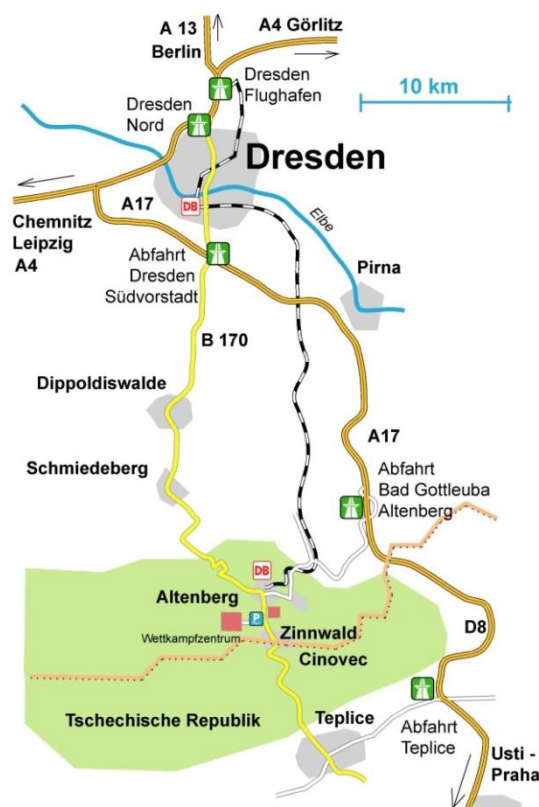 A 13
Berlin
A4 Görlitz
Dresden
Flughafen
10 km
Dresden
Nord
Dresden
A17
DB
Elbe
Chemnitz
Leipzig
A4
Abfahrt
Dresden
Südvorstadt
Pirna
B 170
Dippoldiswalde
A17
Schmiedeberg
Abfahrt
Bad Gottleuba
Altenberg
DB
Altenberg
P
Wettkampfzentrum
Zinnwald
Cinovec
D8
Tschechische Republik
Teplice
Abfahrt
Teplice
Usti -
Praha